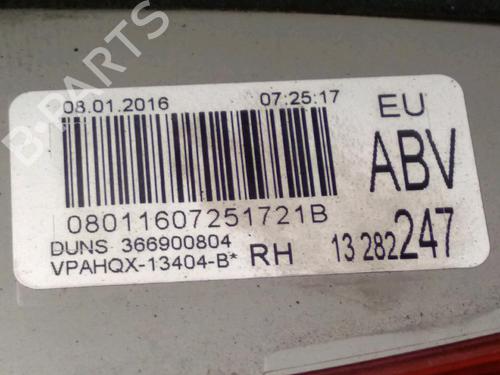 B-PARTS
08.01.2016 07:25:17 EU
ABV
08011607251721B
DUNS 366900804
VPAHQX-13404-B* RH 13 282 247